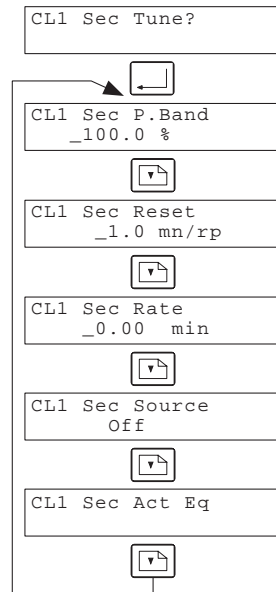 CL1 Sec Tune?
CL1 Sec P.Band
_100.0 %
CL1 Sec Reset
_1.0 mn/rp
CL1 Sec Rate
_0.00 min
CL1 Sec Source
Off
CL1 Sec Act Eq